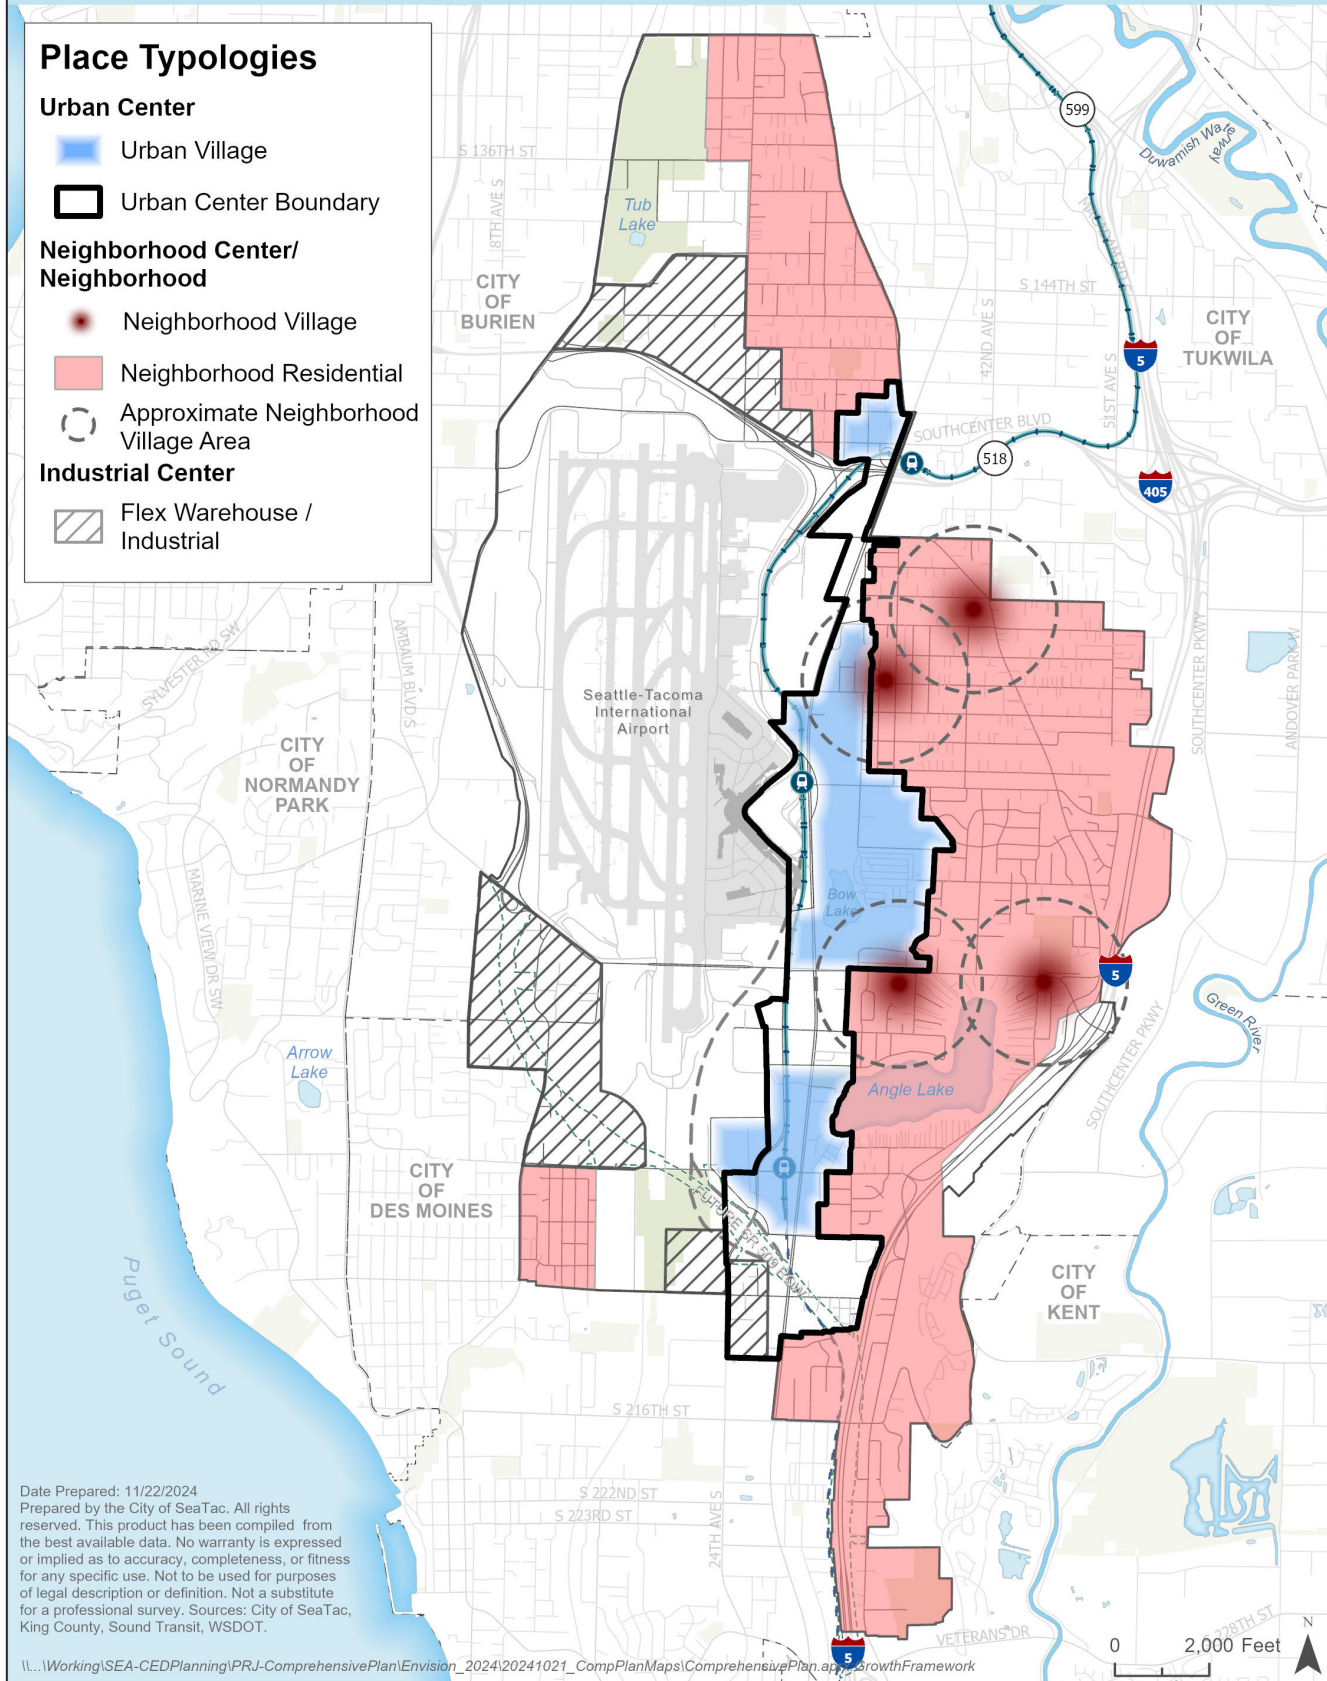 Place Typologies
Urban Center
Urban Village
Urban Center Boundary
Neighborhood Center/
Neighborhood
Neighborhood Village
Neighborhood Residential
Approximate Neighborhood
Village Area
Industrial Center
Flex Warehouse /
Industrial
599
Duwamish Waterway
S 136TH ST
8TH AVE S
Tub
Lake
CITY
OF
BURIEN
S 144TH ST
42ND AVE S
51ST AVE S
5
CITY
OF
TUKWILA
SOUTHCENTER BLVD
518
405
SYLVESTER RD SW
AMBAUM BLVD S
SOUTHCENTER PKWY
ANDOVER PARK W
Seattle-Tacoma
International
Airport
CITY
OF
NORMANDY
PARK
MARINE VIEW DR SW
Bow
Lake
5
Green River
SOUTHCENTER PKWY
Arrow
Lake
Angle Lake
CITY
OF
DES MOINES
FUTURE SR 509 ROW
CITY
OF
KENT
Puget Sound
S 216TH ST
S 222ND ST
S 223RD ST
24TH AVE S
VETERANS DR
S 228TH ST
5
Date Prepared: 11/22/2024
Prepared by the City of SeaTac. All rights
reserved. This product has been compiled from
the best available data. No warranty is expressed
or implied as to accuracy, completeness, or fitness
for any specific use. Not to be used for purposes
of legal description or definition. Not a substitute
for a professional survey. Sources: City of SeaTac,
King County, Sound Transit, WSDOT.
N
0 2,000 Feet
\\...\Working\SEA-CEDPlanning\PRJ-ComprehensivePlan\Envision_2024\20241021_CompPlanMaps\ComprehensivePlan.aprx GrowthFramework